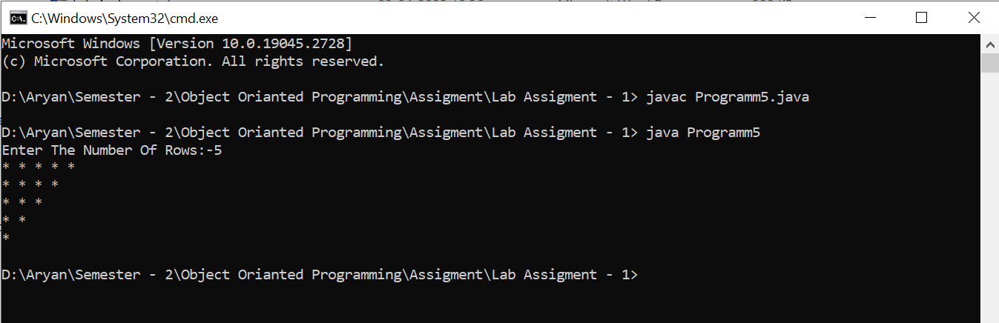 C:\Windows\System32\cmd.exe
Microsoft Windows [Version 10.0.19045.2728]
(c) Microsoft Corporation. All rights reserved.
D:\Aryan\Semester - 2\Object Orianted Programming\Assigment\Lab Assigment - 1> javac Programm5.java
D:\Aryan\Semester - 2\Object Orianted Programming\Assigment\Lab Assigment - 1> java Programm5
Enter The Number Of Rows:-5
* * * * *
* * * *
* * *
* *
*
D:\Aryan\Semester - 2\Object Orianted Programming\Assigment\Lab Assigment - 1>